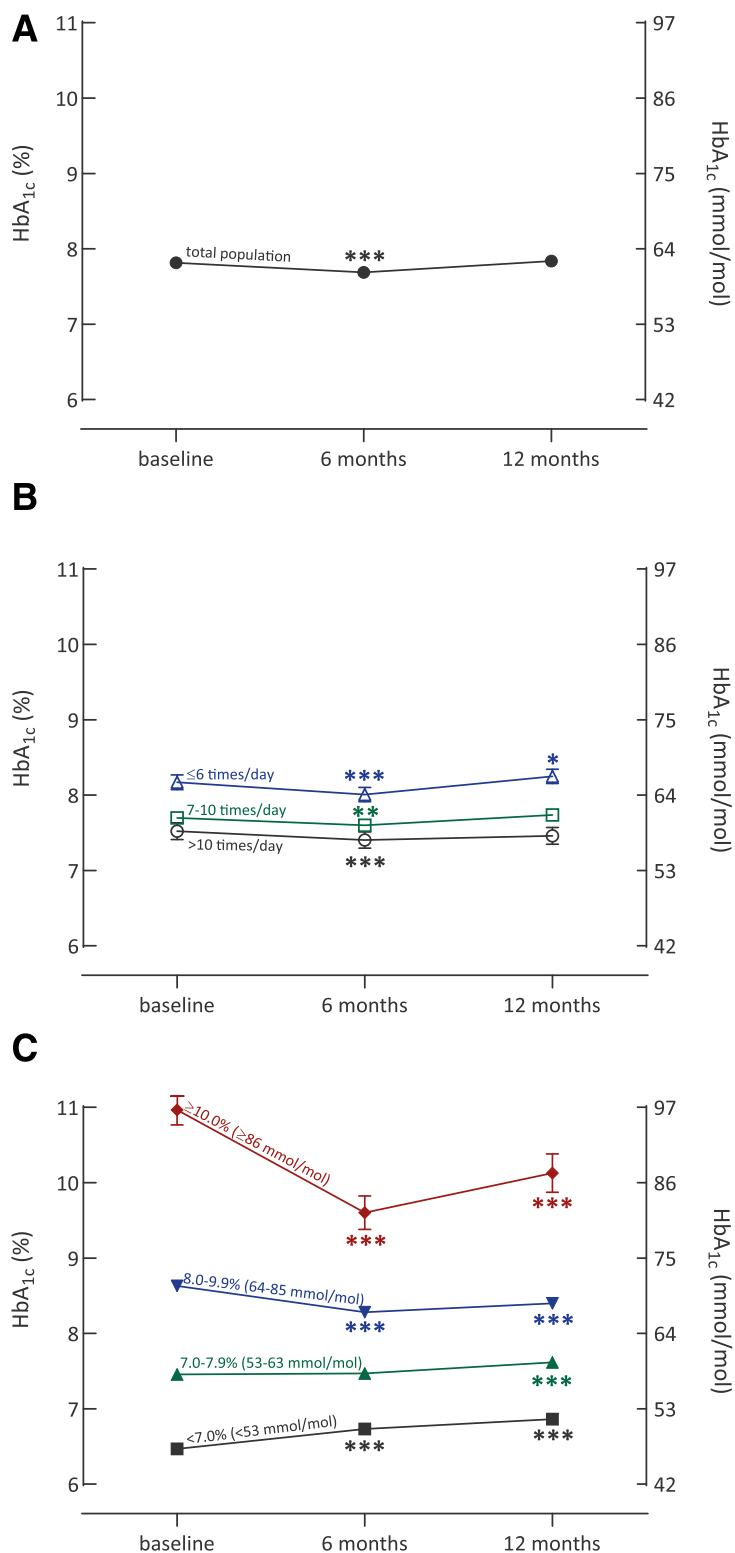 A
11 97
10 86
9 75
8 64
7 53
6 42
HbA1c (%)
HbA1c (mmol/mol)
total population
***
baseline 6 months 12 months
B
11 97
10 86
9 75
8 64
7 53
6 42
HbA1c (%)
HbA1c (mmol/mol)
≤6 times/day *** *
7-10 times/day **
>10 times/day ***
baseline 6 months 12 months
C
11 97
10 86
9 75
8 64
7 53
6 42
HbA1c (%)
HbA1c (mmol/mol)
≥10.0% (≥86 mmol/mol)
*** ***
8.0-9.9% (64-85 mmol/mol)
*** ***
7.0-7.9% (53-63 mmol/mol)
***
<7.0% (<53 mmol/mol)
*** ***
baseline 6 months 12 months